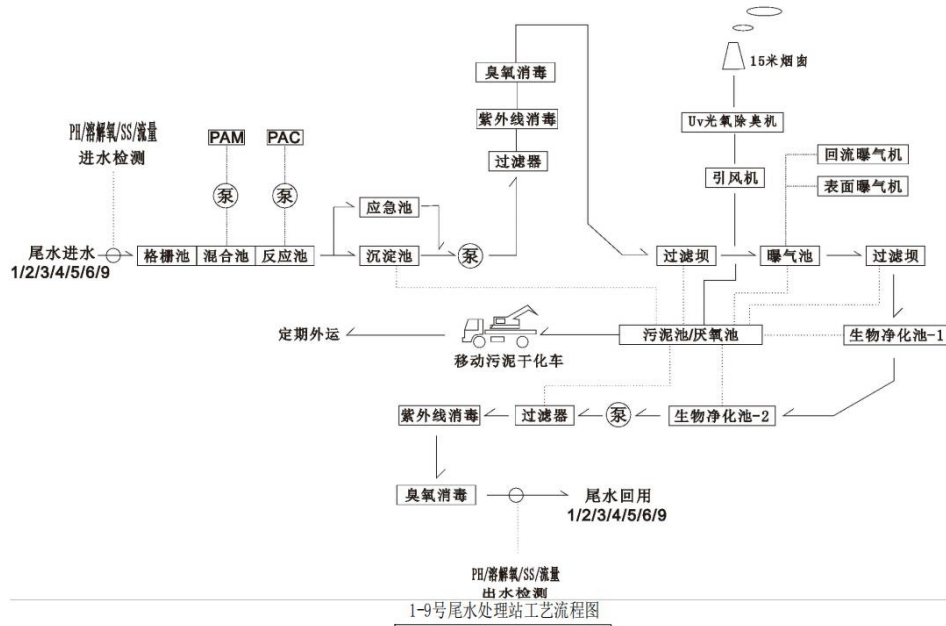 15米烟囱
臭氧消毒
PH/溶解氧/SS/流量
进水检测
PAM
PAC
紫外线消毒
Uv光氧除臭机
回流曝气机
过滤器
引风机
表面曝气机
泵
泵
应急池
尾水进水
1/2/3/4/5/6/9
格栅池
混合池
反应池
沉淀池
泵
过滤坝
曝气池
过滤坝
定期外运
移动污泥干化车
污泥池/厌氧池
生物净化池-1
紫外线消毒
过滤器
泵
生物净化池-2
臭氧消毒
尾水回用
1/2/3/4/5/6/9
PH/溶解氧/SS/流量
出水检测
1-9号尾水处理站工艺流程图